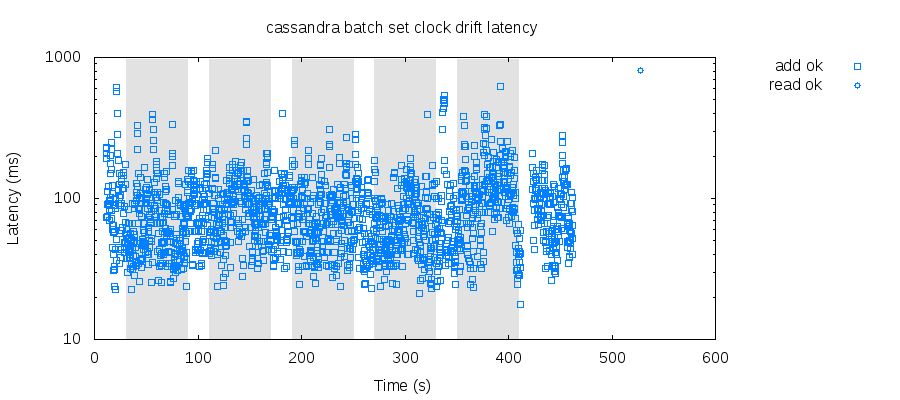 cassandra batch set clock drift latency
1000
100
10
Latency (ms)
0 100 200 300 400 500 600
Time (s)
add ok
read ok